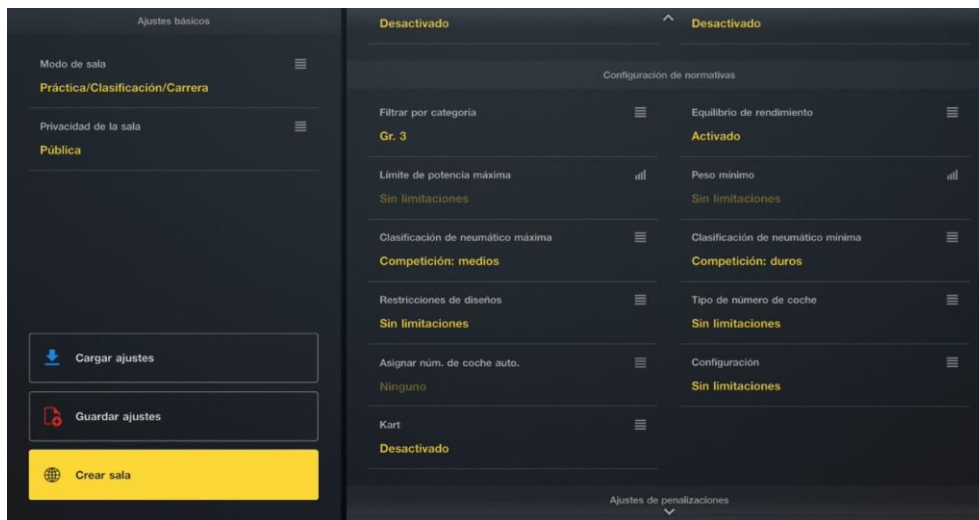 Ajustes básicos
Modo de sala
Práctica/Clasificación/Carrera
Privacidad de la sala
Pública
Cargar ajustes
Guardar ajustes
Crear sala
Desactivado
Desactivado
Configuración de normativas
Filtrar por categoría
Gr. 3
Equilibrio de rendimiento
Activado
Límite de potencia máxima
Sin limitaciones
Peso mínimo
Sin limitaciones
Clasificación de neumático máxima
Competición: medios
Clasificación de neumático mínima
Competición: duros
Restricciones de diseños
Sin limitaciones
Tipo de número de coche
Sin limitaciones
Asignar núm. de coche auto.
Ninguno
Configuración
Sin limitaciones
Kart
Desactivado
Ajustes de penalizaciones